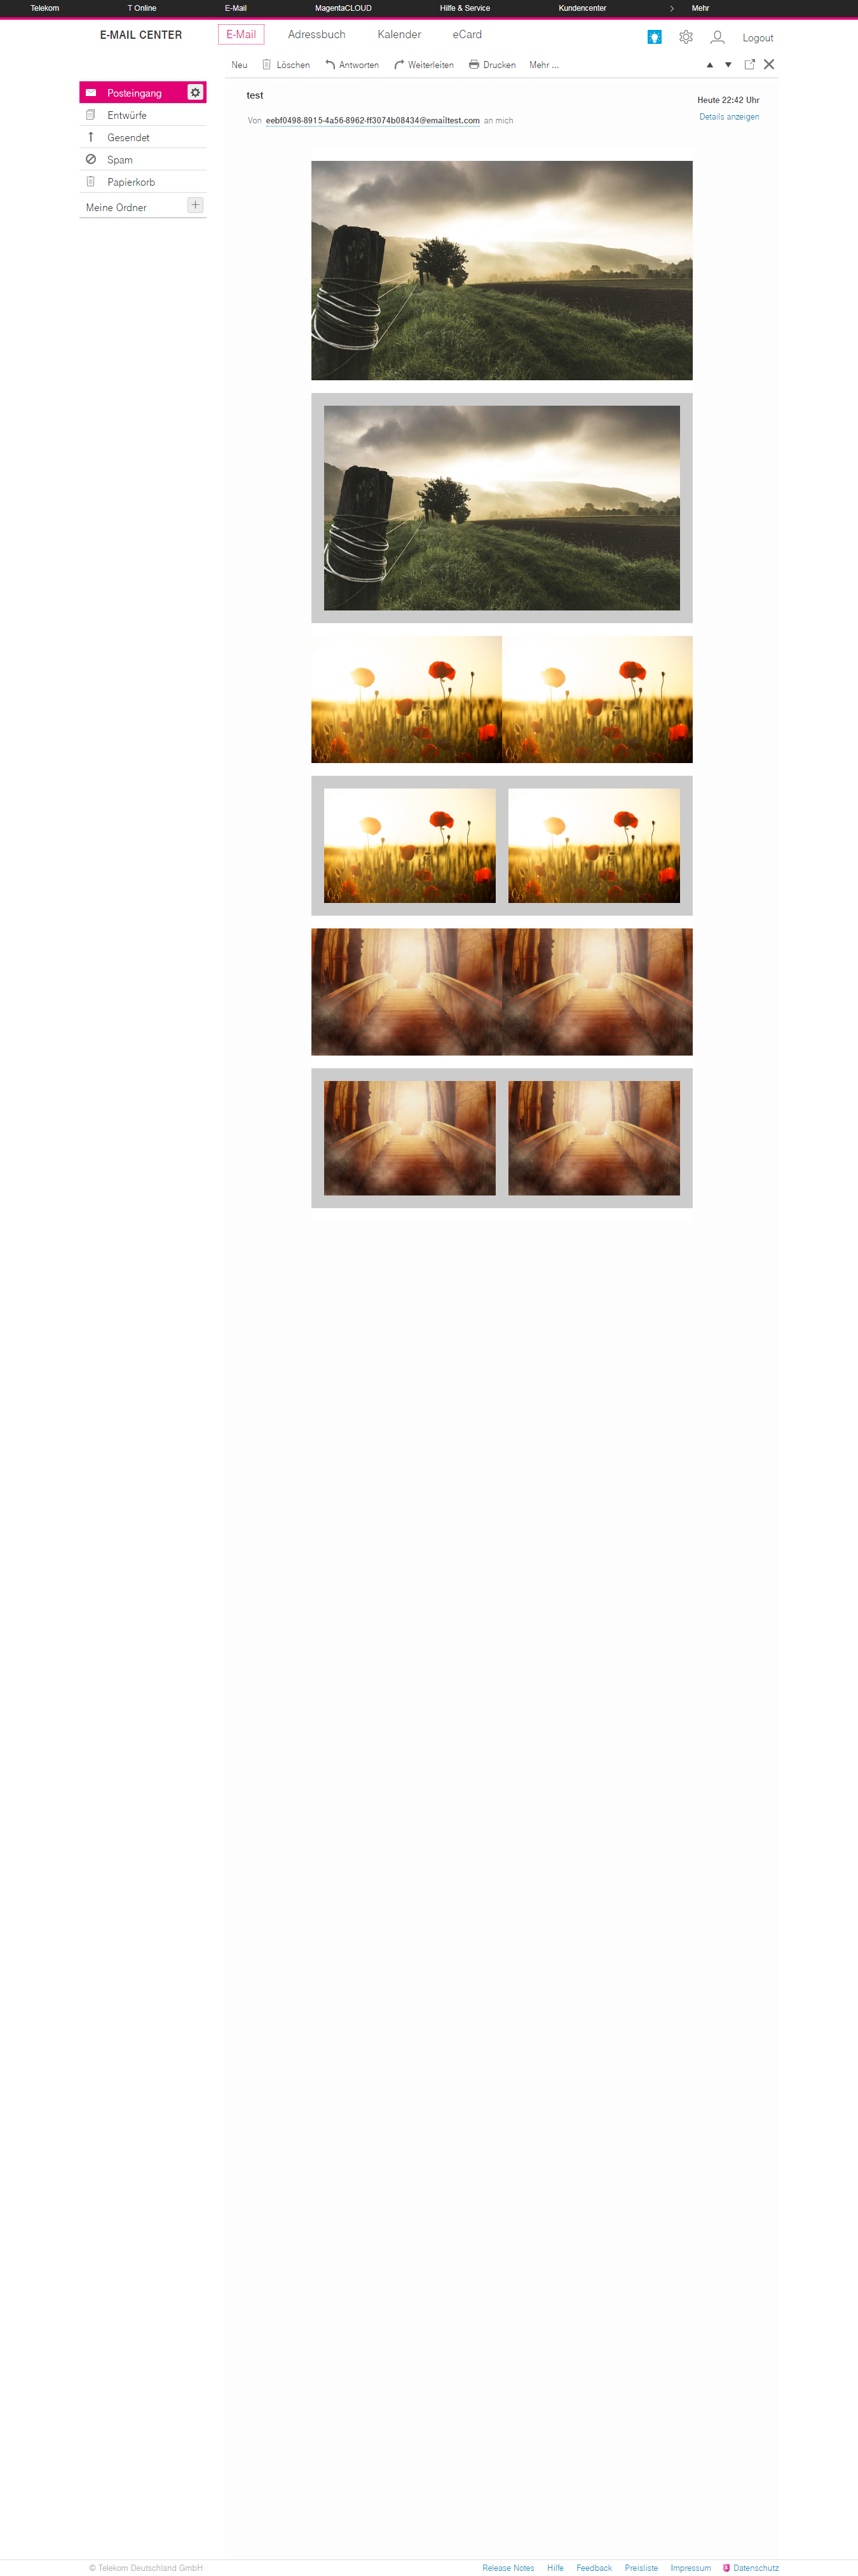 Telekom T Online E-Mail MagentaCLOUD Hilfe & Service Kundencenter Mehr
E-MAIL CENTER E-Mail Adressbuch Kalender eCard Logout
Neu Löschen Antworten Weiterleiten Drucken Mehr ...
Posteingang
Entwürfe
Gesendet
Spam
Papierkorb
Meine Ordner
test
Heute 22:42 Uhr
Von eebf0498-8915-4a56-8962-ff3074b08434@emailtest.com an mich
Details anzeigen
© Telekom Deutschland GmbH Release Notes Hilfe Feedback Preisliste Impressum Datenschutz